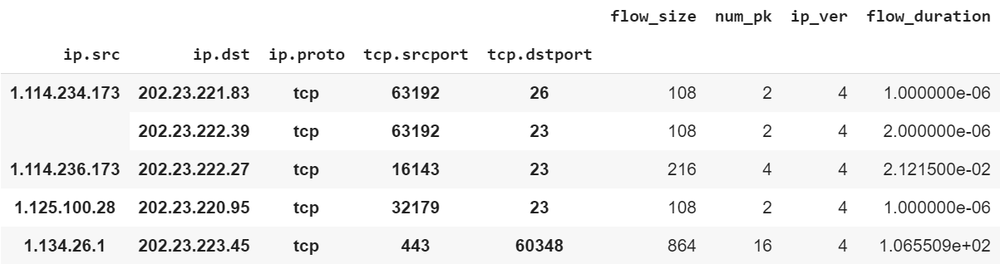 flow_size num_pk ip_ver flow_duration
ip.src ip.dst ip.proto tcp.srcport tcp.dstport
1.114.234.173 202.23.221.83 tcp 63192 26 108 2 4 1.000000e-06
202.23.222.39 tcp 63192 23 108 2 4 2.000000e-06
1.114.236.173 202.23.222.27 tcp 16143 23 216 4 4 2.121500e-02
1.125.100.28 202.23.220.95 tcp 32179 23 108 2 4 1.000000e-06
1.134.26.1 202.23.223.45 tcp 443 60348 864 16 4 1.065509e+02